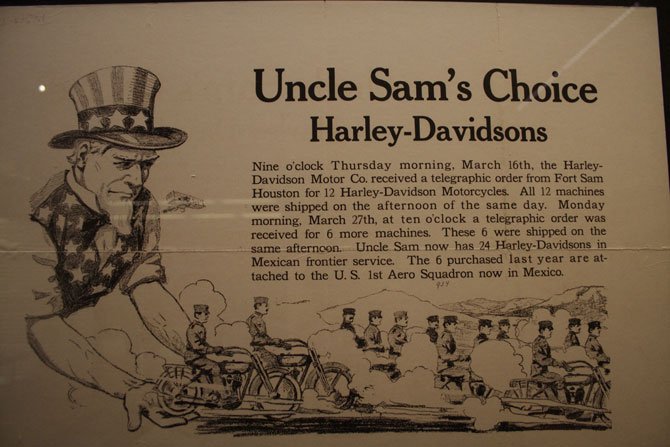 Uncle Sam's Choice
Harley-Davidsons
Nine o'clock Thursday morning, March 16th, the Harley-
Davidson Motor Co. received a telegraphic order from Fort Sam
Houston for 12 Harley-Davidson Motorcycles. All 12 machines
were shipped on the afternoon of the same day. Monday
morning, March 27th, at ten o'clock a telegraphic order was
received for 6 more machines. These 6 were shipped on the
same afternoon. Uncle Sam now has 24 Harley-Davidsons in
Mexican frontier service. The 6 purchased last year are at-
tached to the U. S. 1st Aero Squadron now in Mexico.